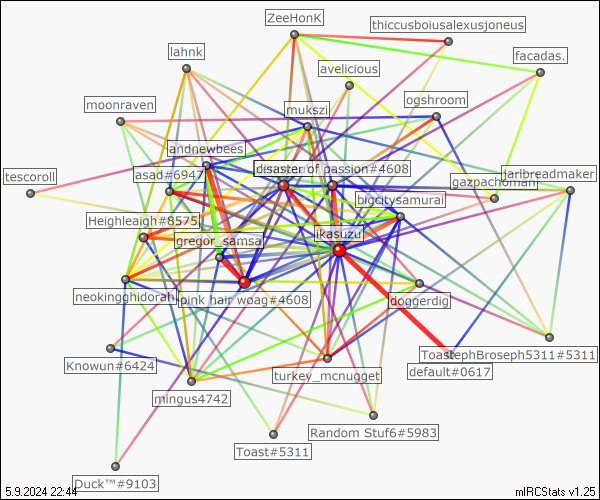 ZeeHonK
thiccusboiusalexusjoneus
lahnk
facadas.
avelicious
moonraven
mukszi
ogshroom
andnewbees
disaster of passion#4608
tescoroll
asad#6947
gazpachoman
jarlbreadmaker
bigcitysamurai
Heighleigh#8575
ikasuzu
gregor_samsa
neokingghidorah
pink hair woag#4608
doggerdig
ToastephBroseph5311#5311
Knowun#6424
default#0617
turkey_mcnugget
mingus4742
Random Stuf6#5983
Toast#5311
Duck™#9103
5.9.2024 22:44
mIRCStats v1.25